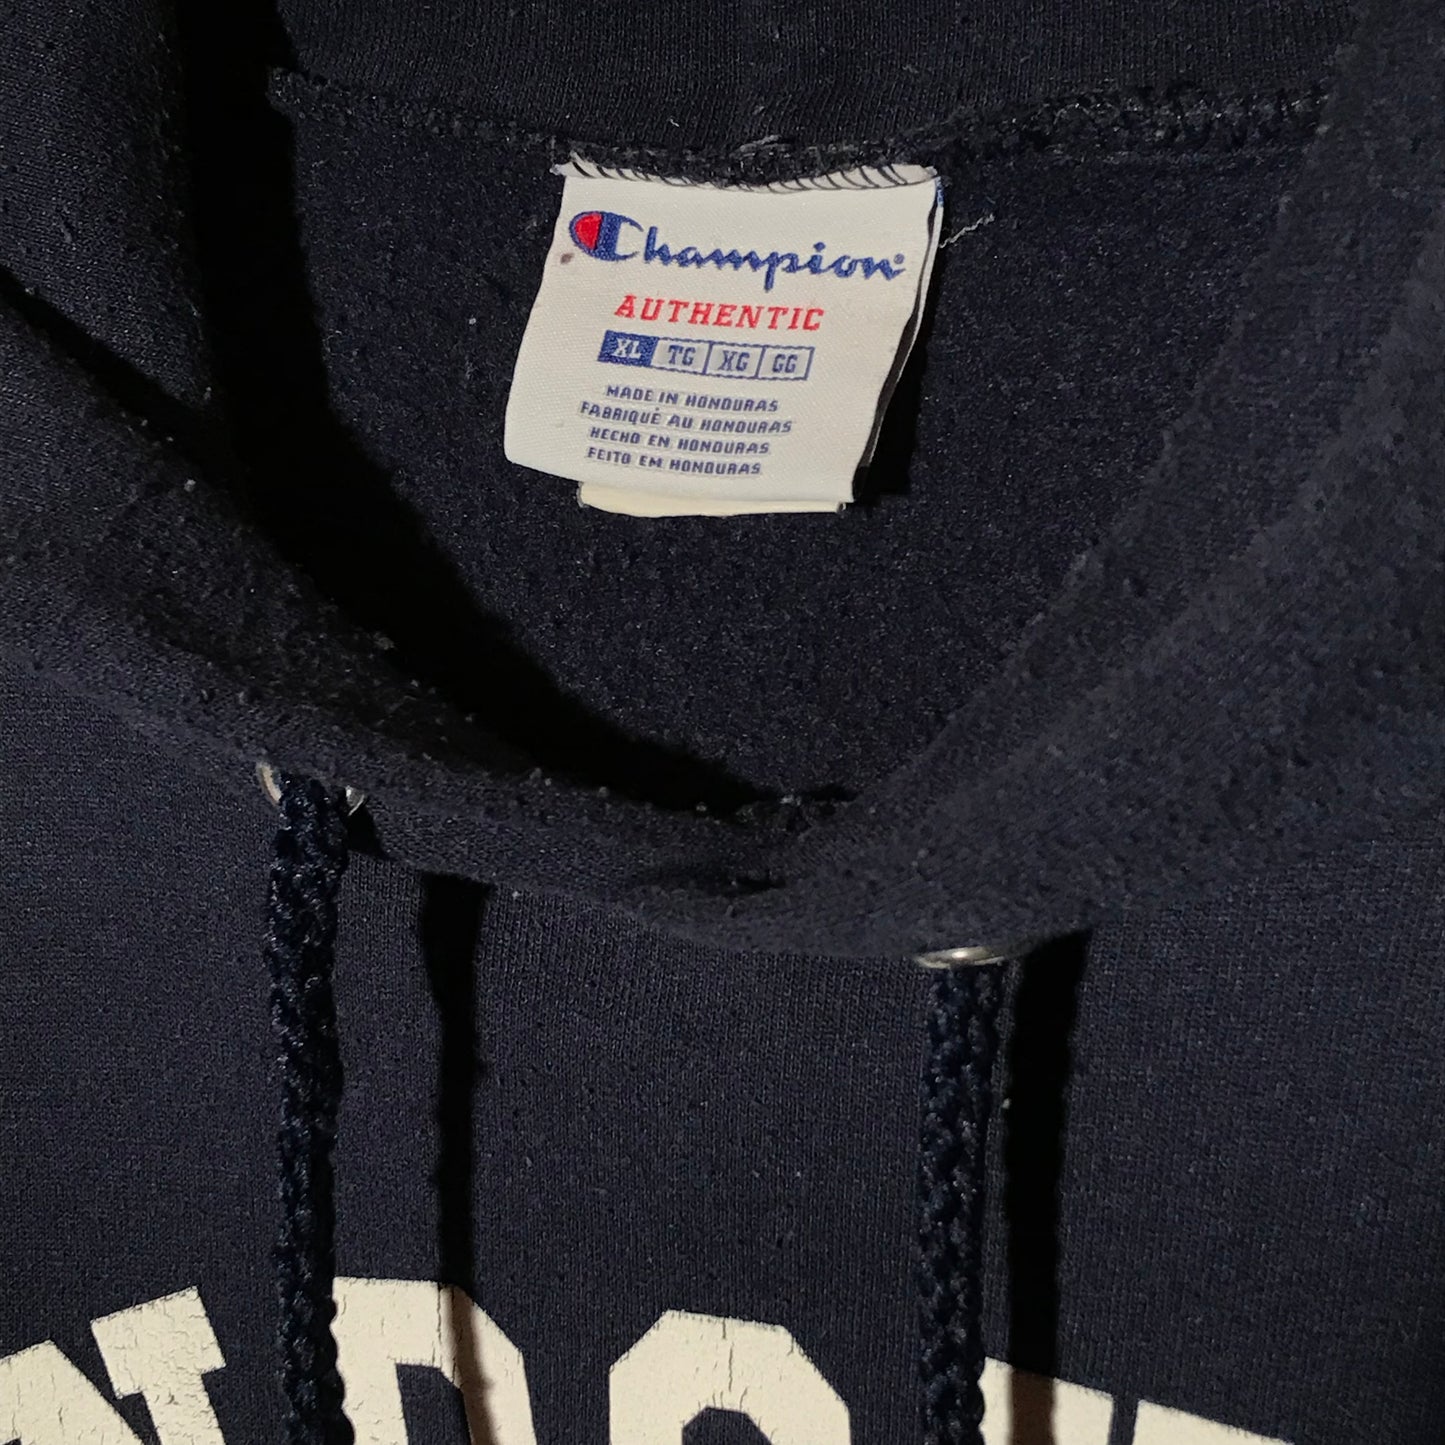 Champion
AUTHENTIC
XL TG XG GG
MADE IN HONDURAS
FABRIQUÉ AU HONDURAS
HECHO EN HONDURAS
FEITO EM HONDURAS